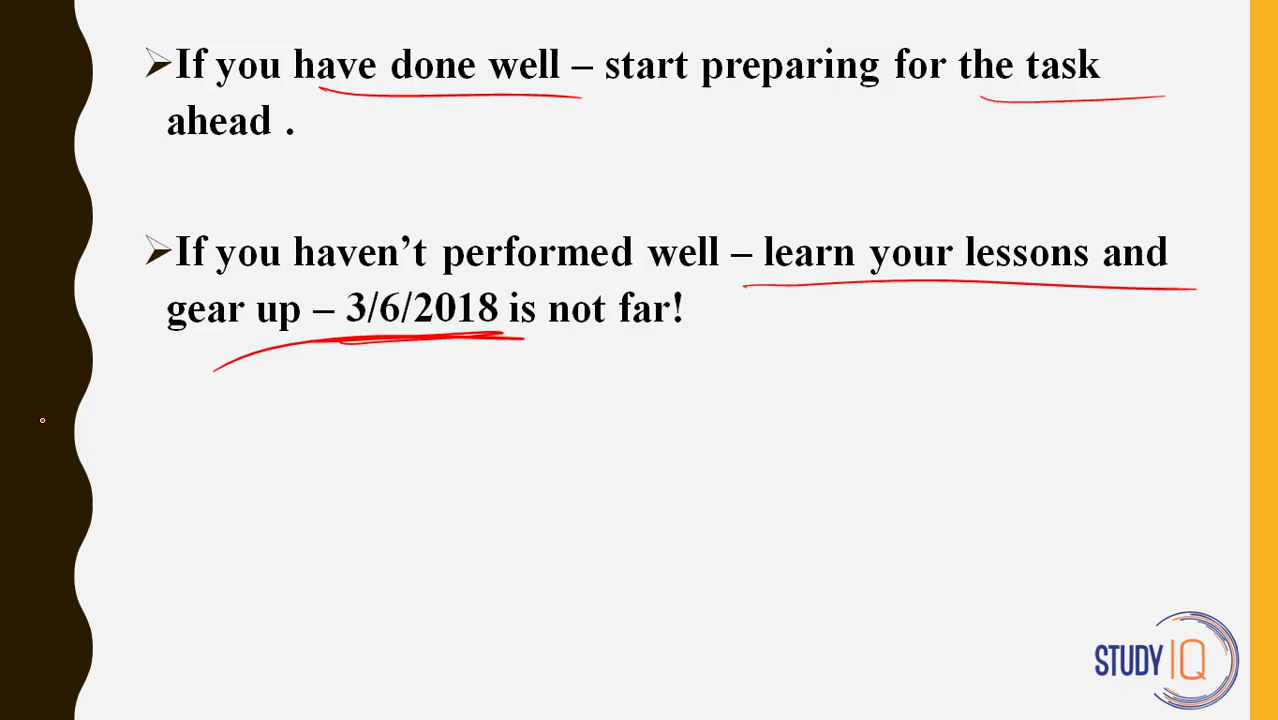 ➢If you have done well – start preparing for the task
ahead .
➢If you haven’t performed well – learn your lessons and
gear up – 3/6/2018 is not far!
STUDY IQ